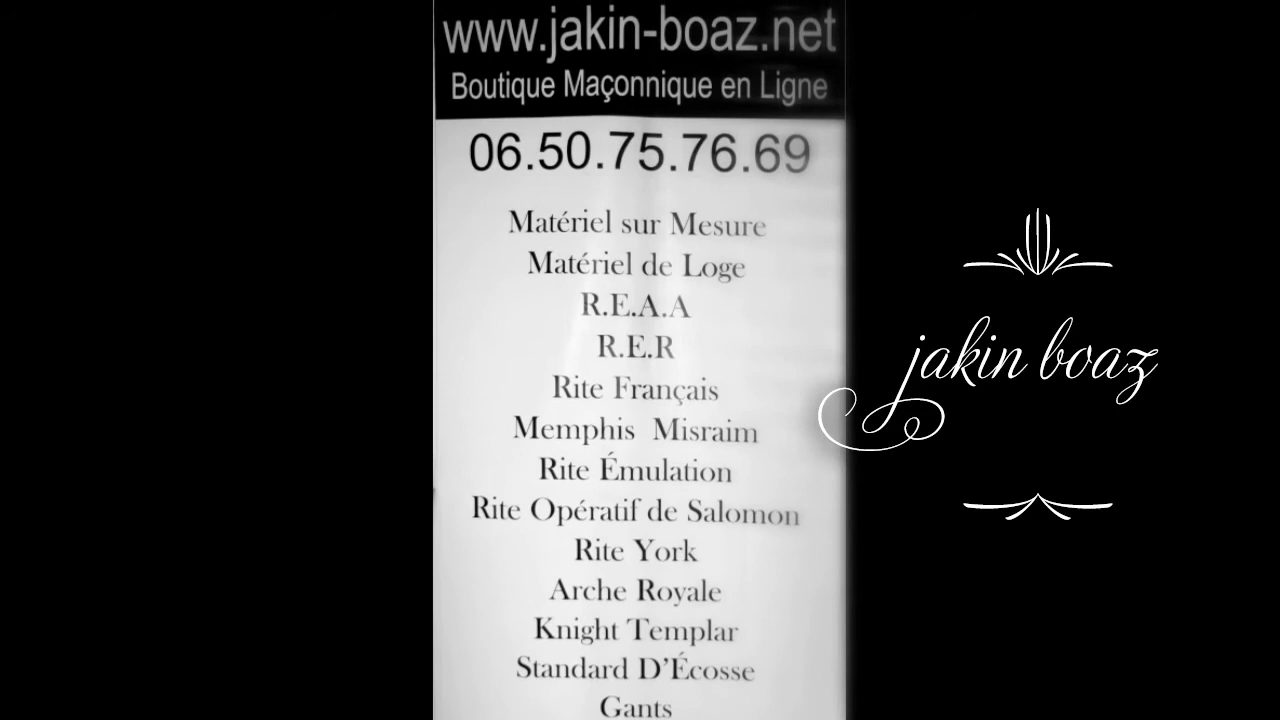 www.jakin-boaz.net
Boutique Maçonnique en Ligne
06.50.75.76.69
Matériel sur Mesure
Matériel de Loge
R.E.A.A
R.E.R
Rite Français
Memphis Misraim
Rite Émulation
Rite Opératif de Salomon
Rite York
Arche Royale
Knight Templar
Standard D'Écosse
Gants
jakin boaz